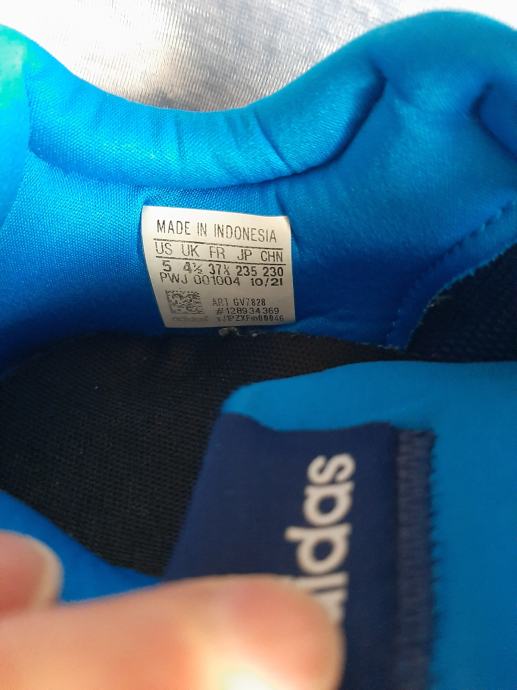 MADE IN INDONESIA
US UK FR JP CHN
5 4½ 37⅓ 235 230
PWJ 001004 10/21
ART GV7828
#128934369
adidas